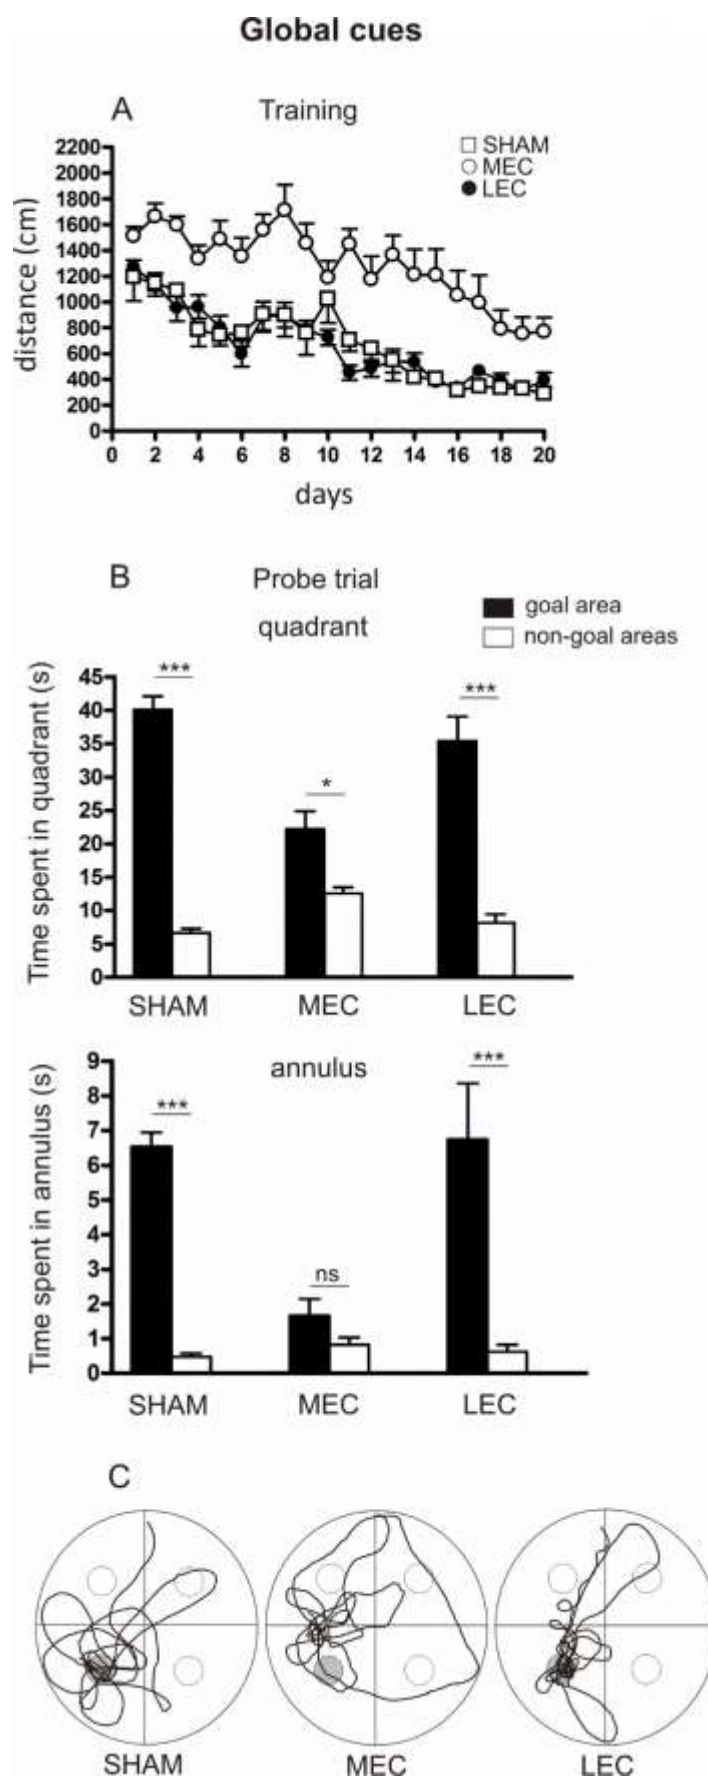 Global cues
A Training
SHAM
MEC
LEC
2200
2000
1800
1600
1400
1200
1000
800
600
400
200
0
distance (cm)
0 2 4 6 8 10 12 14 16 18 20
days
B Probe trial
quadrant
goal area
non-goal areas
Time spent in quadrant (s)
45
40
35
30
25
20
15
10
5
0
***
*
***
SHAM MEC LEC
annulus
Time spent in annulus (s)
9
8
7
6
5
4
3
2
1
0
***
ns
***
SHAM MEC LEC
C
SHAM MEC LEC